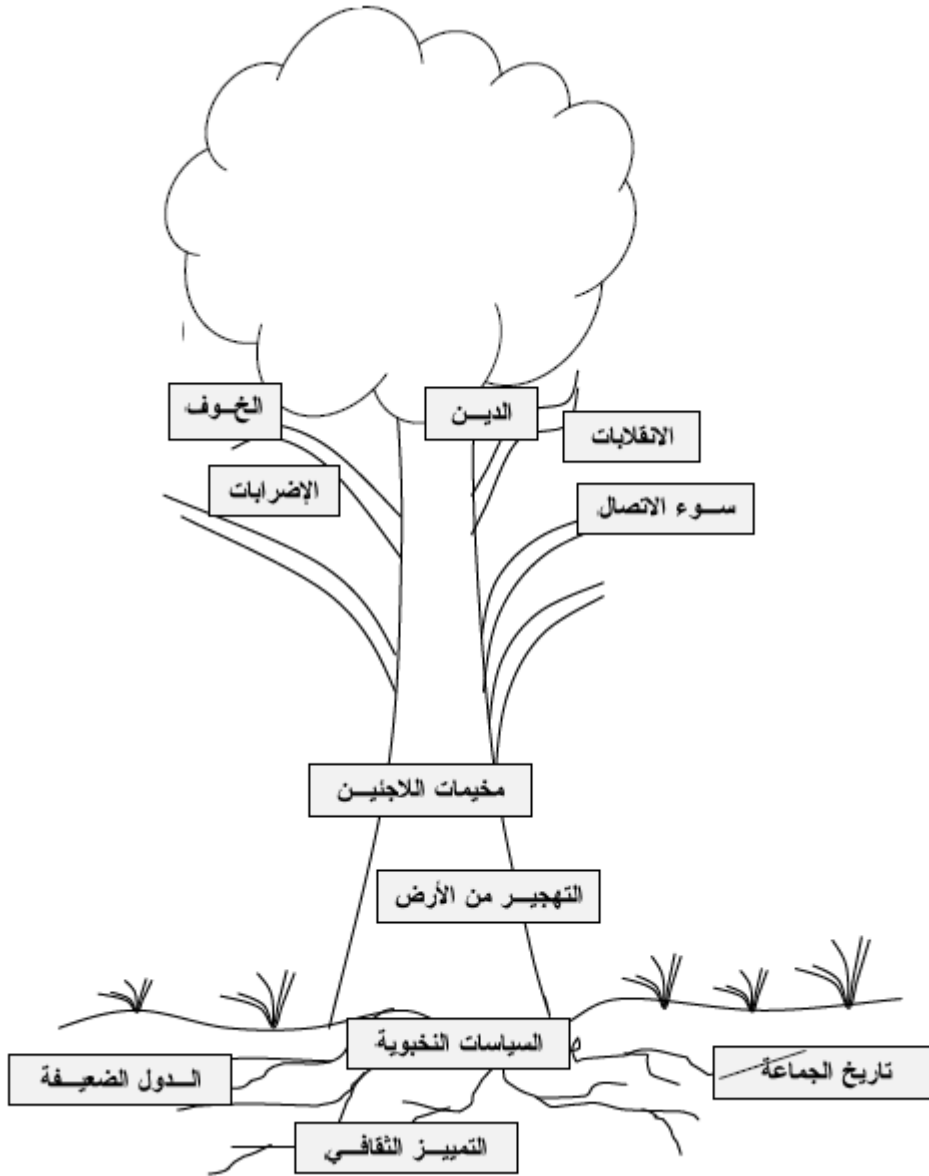 الخوف
الدين
الانقلابات
الإضرابات
سوء الاتصال
مخيمات اللاجئين
التهجير من الأرض
السياسات النخبوية
تاريخ الجماعة
الدول الضعيفة
التمييز الثقافي